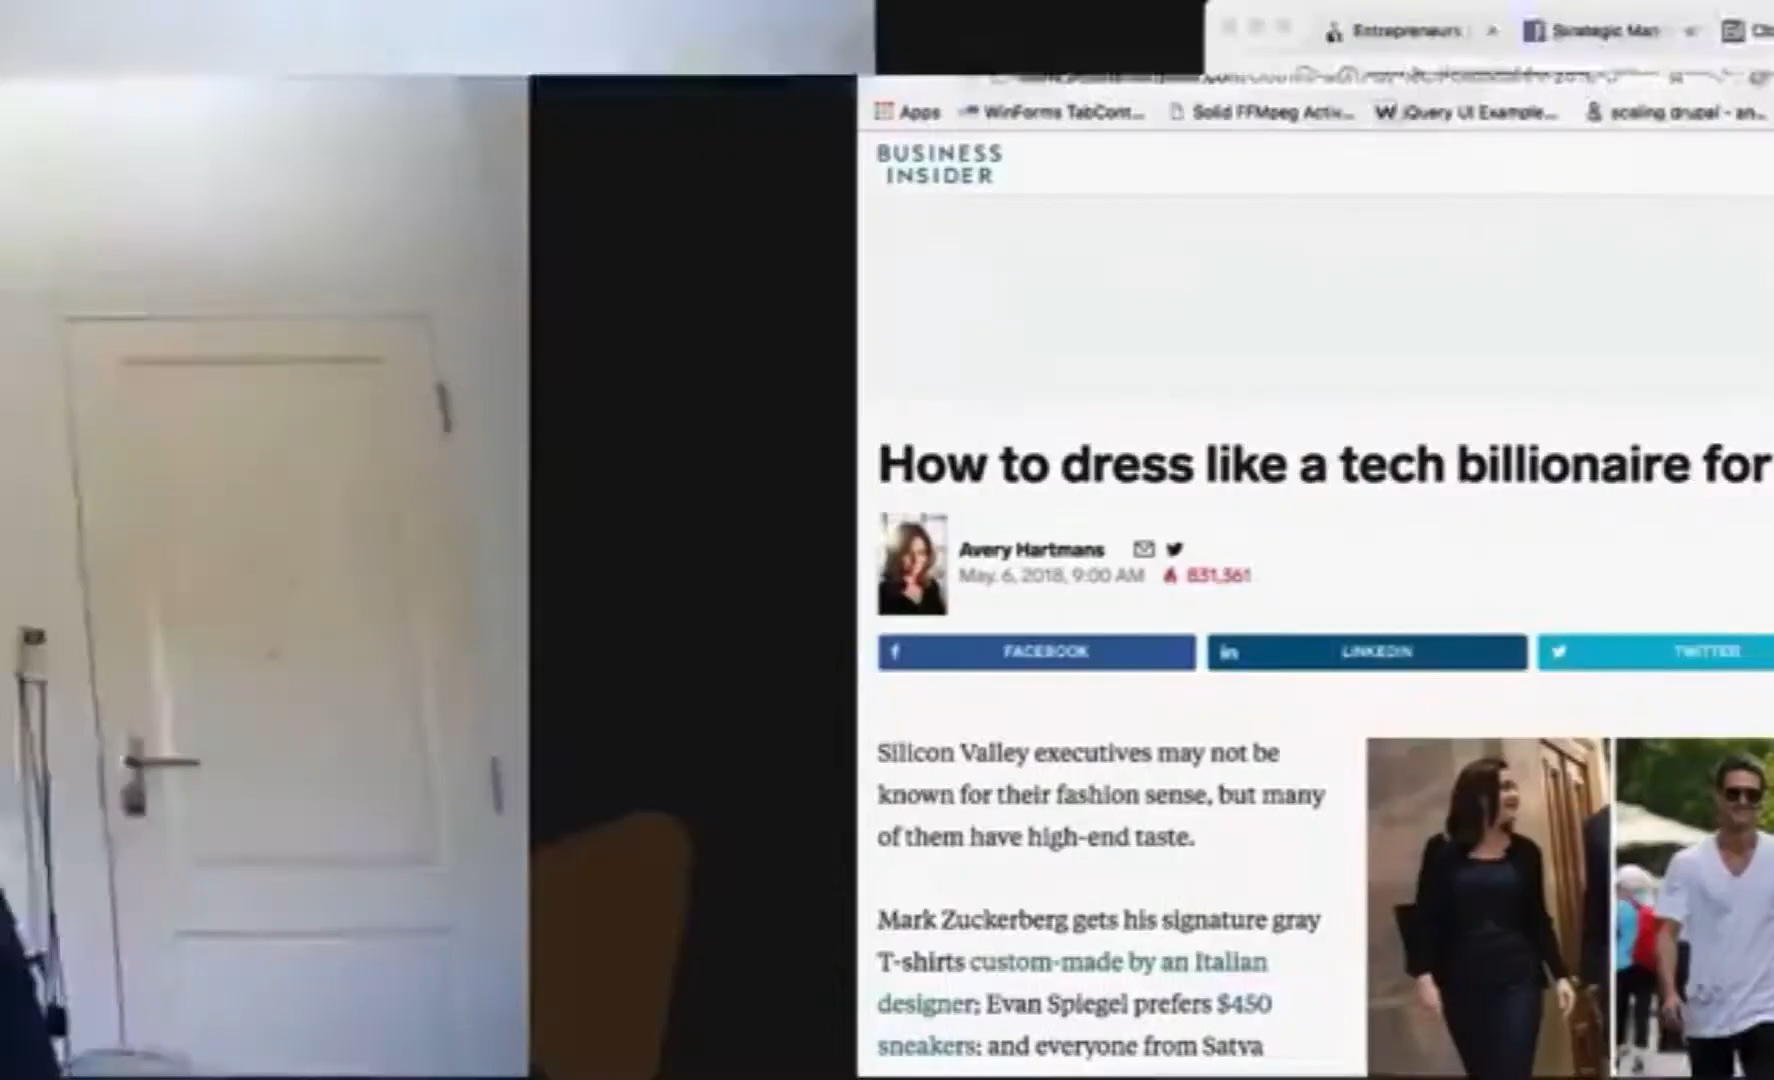 Entrepreneurs
Strategic Man
Apps
WinForms TabCont...
Solid FFMpeg Activ...
jQuery UI Example...
scaling drupal - an...
BUSINESS
INSIDER
How to dress like a tech billionaire for
Avery Hartmans
May. 6, 2018, 9:00 AM 831,361
FACEBOOK
LINKEDIN
TWITTER
Silicon Valley executives may not be
known for their fashion sense, but many
of them have high-end taste.
Mark Zuckerberg gets his signature gray
T-shirts custom-made by an Italian
designer; Evan Spiegel prefers $450
sneakers; and everyone from Satya